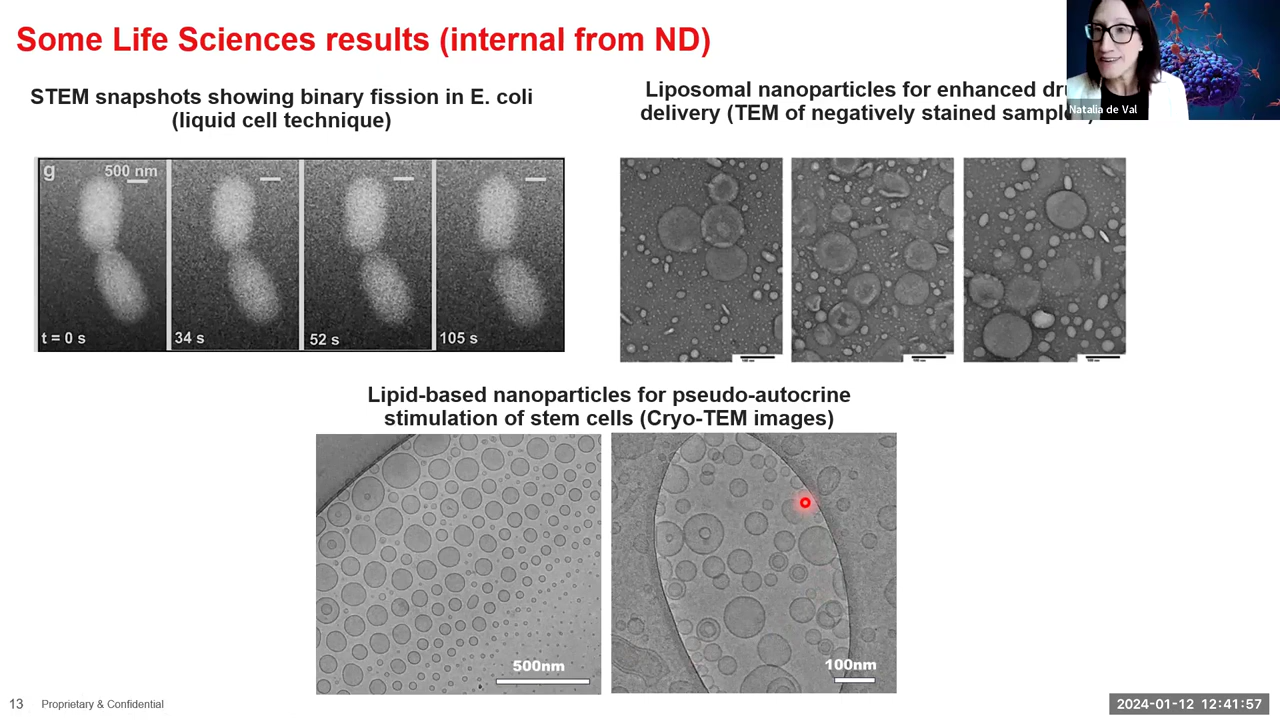 Some Life Sciences results (internal from ND)
STEM snapshots showing binary fission in E. coli
(liquid cell technique)
Liposomal nanoparticles for enhanced
delivery (TEM of negatively stained
Natalia de Val
g
500 nm
t = 0 s
34 s
52 s
105 s
Lipid-based nanoparticles for pseudo-autocrine
stimulation of stem cells (Cryo-TEM images)
500nm
100nm
13 Proprietary & Confidential
2024-01-12 12:41:57